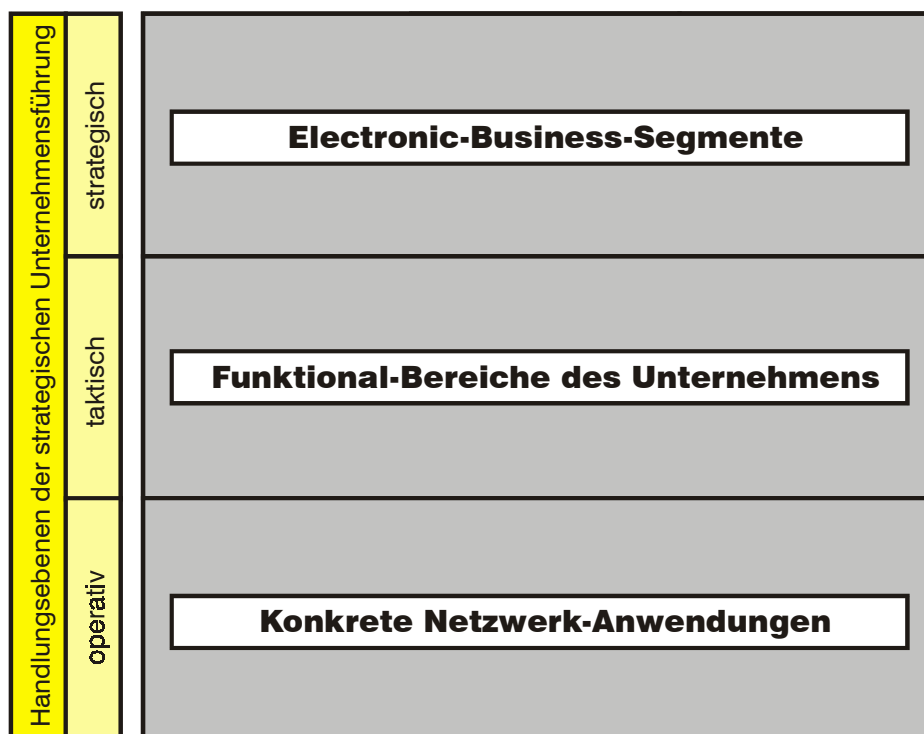 Handlungsebenen der strategischen Unternehmensführung
strategisch
Electronic-Business-Segmente
taktisch
Funktional-Bereiche des Unternehmens
operativ
Konkrete Netzwerk-Anwendungen